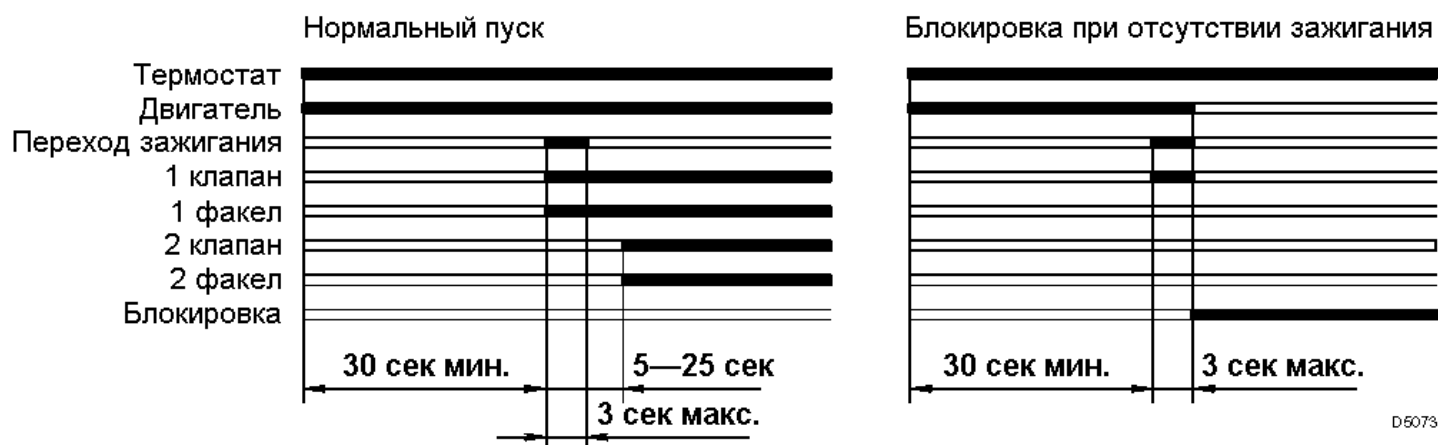 Нормальный пуск
Блокировка при отсутствии зажигания
Термостат
Двигатель
Переход зажигания
1 клапан
1 факел
2 клапан
2 факел
Блокировка
30 сек мин.
5—25 сек
3 сек макс.
30 сек мин.
3 сек макс.
D5073